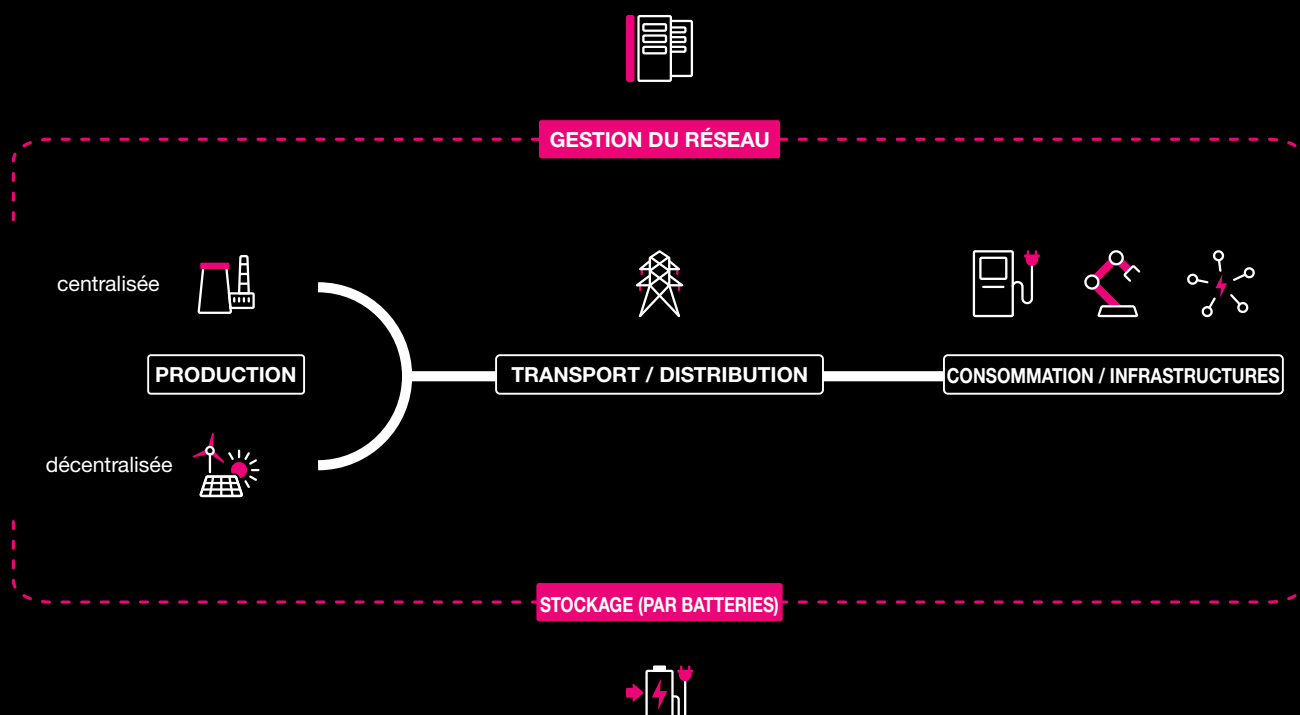 GESTION DU RÉSEAU
centralisée
PRODUCTION
TRANSPORT / DISTRIBUTION
CONSOMMATION / INFRASTRUCTURES
décentralisée
STOCKAGE (PAR BATTERIES)